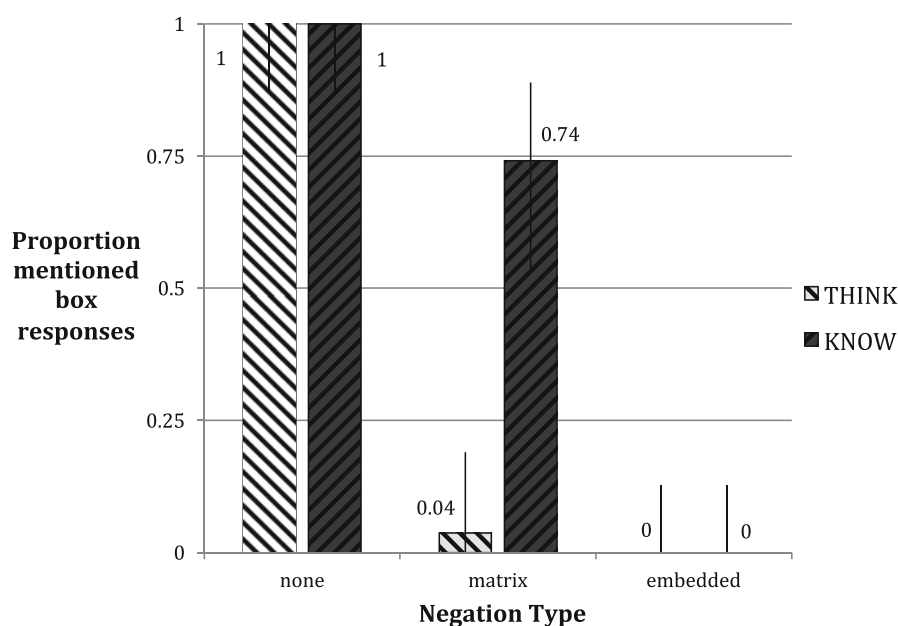 1
1
1
0.74
0.75
Proportion
mentioned
box
responses
0.5
THINK
KNOW
0.25
0.04
0
0
0
none matrix embedded
Negation Type